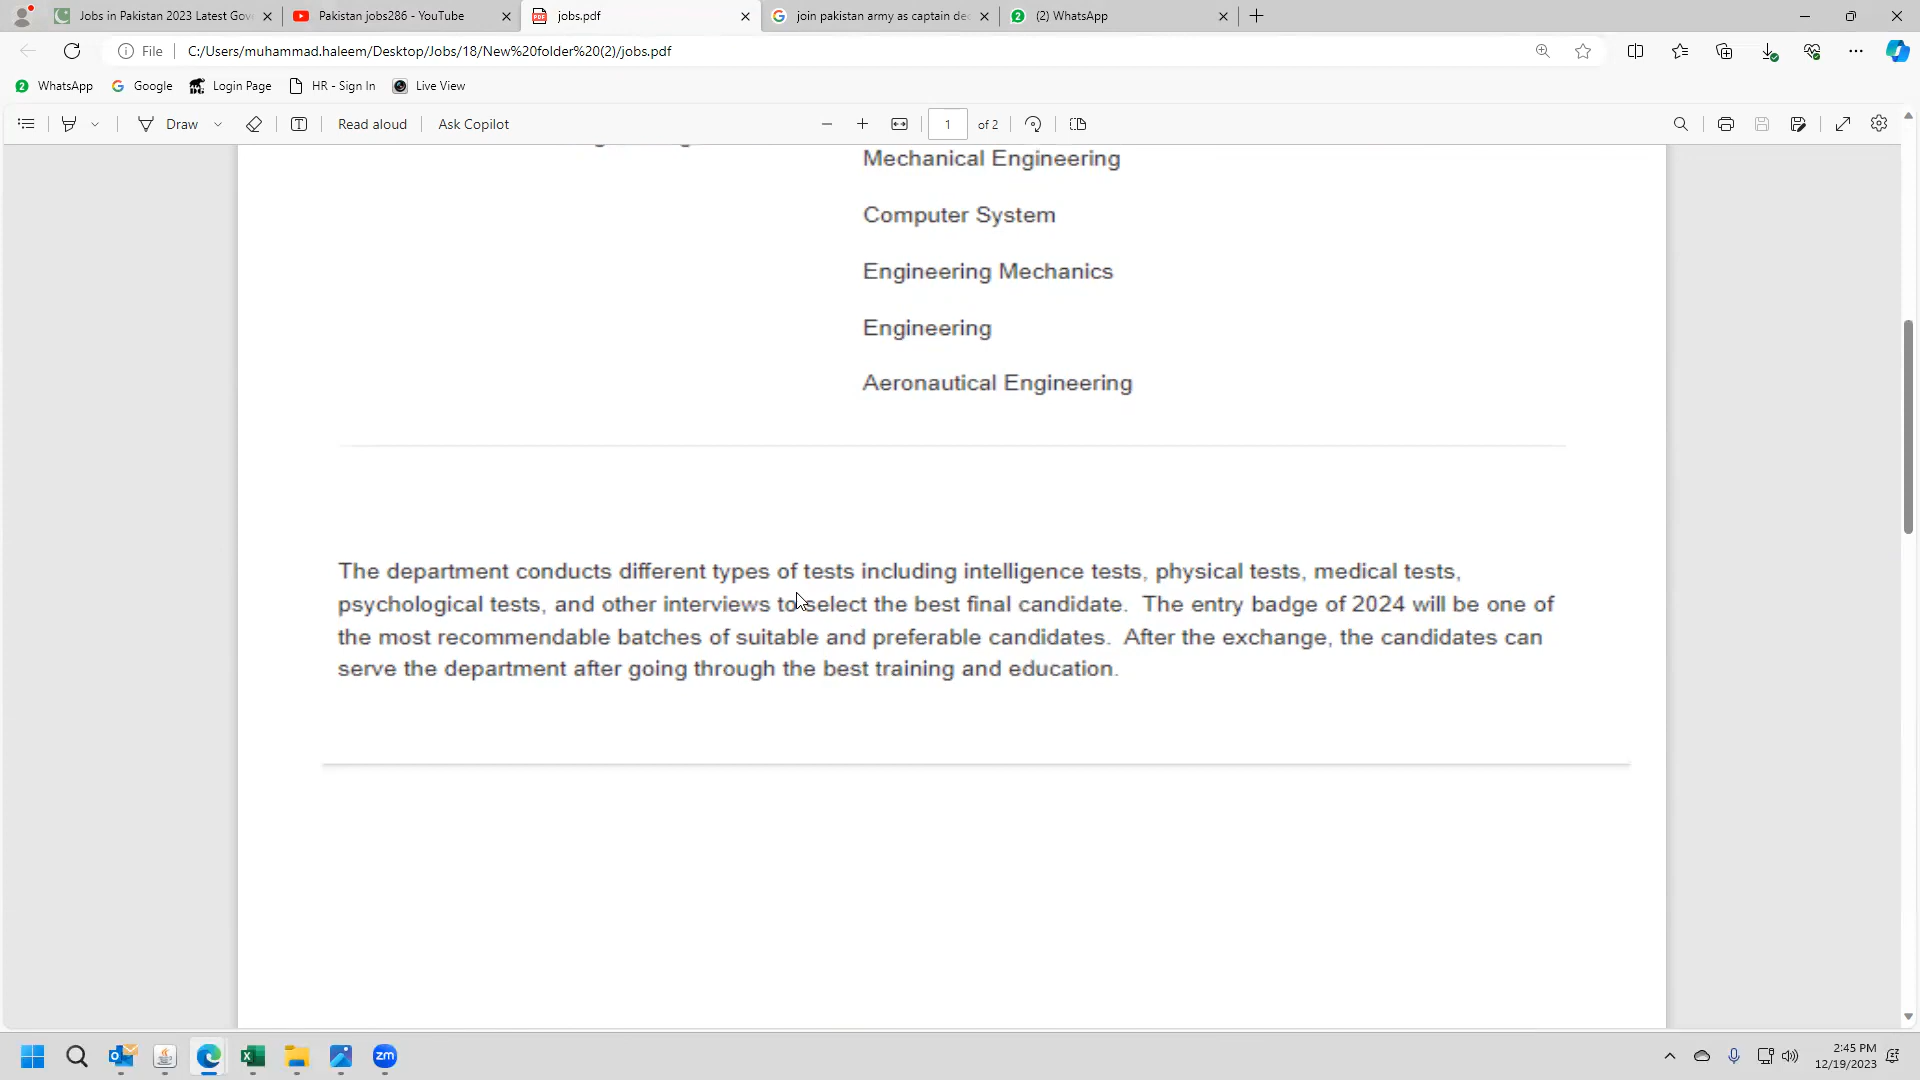 Jobs in Pakistan 2023 Latest Gov
Pakistan jobs286 - YouTube
jobs.pdf
join pakistan army as captain de
(2) WhatsApp
File
C:/Users/muhammad.haleem/Desktop/Jobs/18/New%20folder%20(2)/jobs.pdf
2 WhatsApp
Google
Login Page
HR - Sign In
Live View
Draw
Read aloud
Ask Copilot
1
of 2
Mechanical Engineering
Computer System
Engineering Mechanics
Engineering
Aeronautical Engineering
The department conducts different types of tests including intelligence tests, physical tests, medical tests,
psychological tests, and other interviews to select the best final candidate. The entry badge of 2024 will be one of
the most recommendable batches of suitable and preferable candidates. After the exchange, the candidates can
serve the department after going through the best training and education.
zm
2:45 PM
12/19/2023